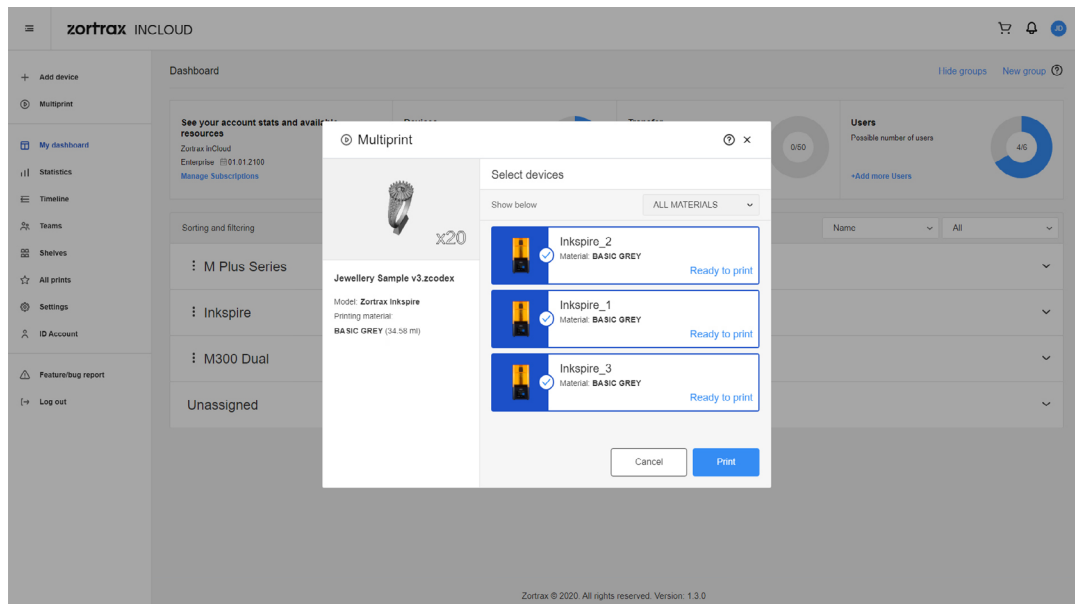 zortrax INCLOUD
JD
Add device
Multiprint
My dashboard
Statistics
Timeline
Teams
Shelves
All prints
Settings
ID Account
Feature/bug report
Log out
Dashboard
Hide groups
New group
See your account stats and
resources
Zortrax inCloud
Enterprise 01.01.2100
Manage Subscriptions
0/50
Users
Possible number of users
+Add more Users
4/5
Sorting and filtering
Name
All
M Plus Series
Inkspire
M300 Dual
Unassigned
Multiprint
x20
Jewellery Sample v3.zcodex
Model: Zortrax Inkspire
Printing material:
BASIC GREY (34.58 ml)
Select devices
Show below
ALL MATERIALS
Inkspire_2
Material: BASIC GREY
Ready to print
Inkspire_1
Material: BASIC GREY
Ready to print
Inkspire_3
Material: BASIC GREY
Ready to print
Cancel
Print
Zortrax © 2020. All rights reserved. Version: 1.3.0